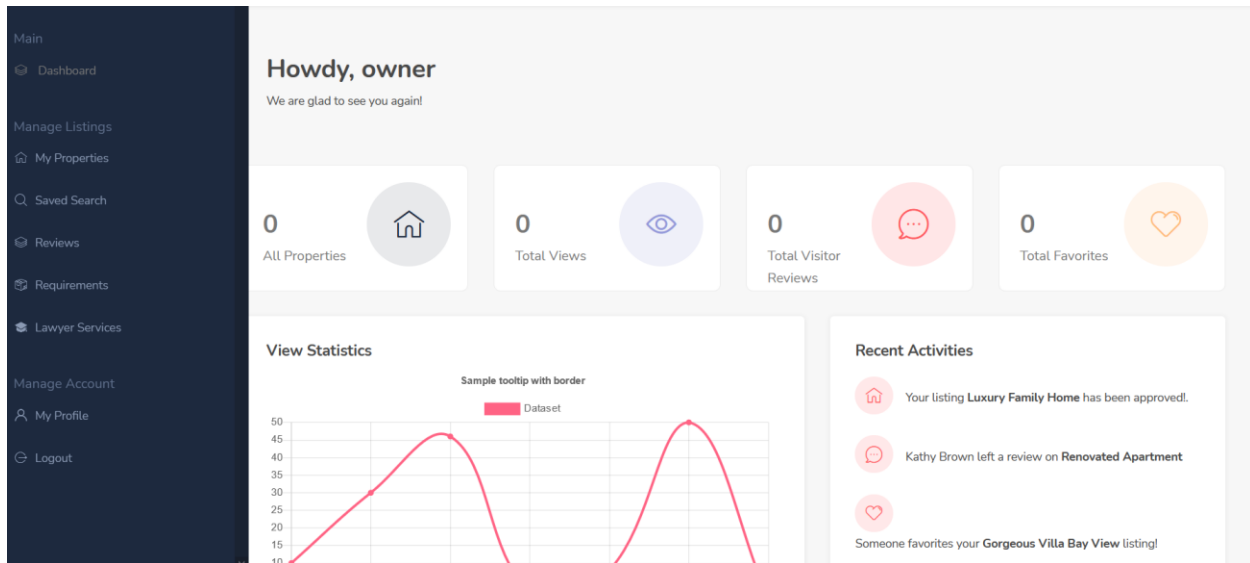 Main
Dashboard
Manage Listings
My Properties
Saved Search
Reviews
Requirements
Lawyer Services
Manage Account
My Profile
Logout
Howdy, owner
We are glad to see you again!
0
All Properties
0
Total Views
0
Total Visitor
Reviews
0
Total Favorites
View Statistics
Sample tooltip with border
Dataset
50
45
40
35
30
25
20
15
10
Recent Activities
Your listing Luxury Family Home has been approved!.
Kathy Brown left a review on Renovated Apartment
Someone favorites your Gorgeous Villa Bay View listing!